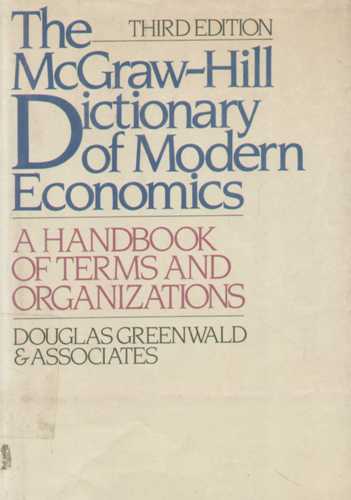 The THIRD EDITION
McGraw-Hill
Dictionary
of Modern
Economics
A HANDBOOK
OF TERMS AND
ORGANIZATIONS
DOUGLAS GREENWALD
& ASSOCIATES